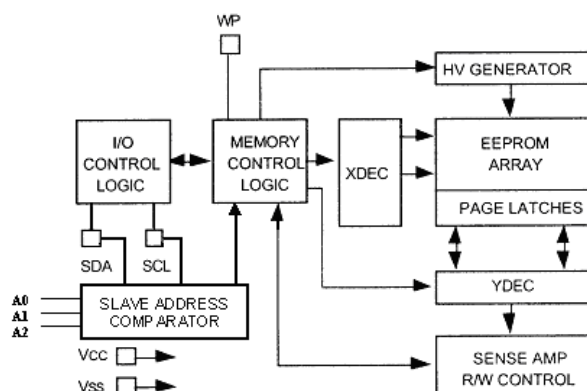 WP
HV GENERATOR
I/O
CONTROL
LOGIC
MEMORY
CONTROL
LOGIC
XDEC
EEPROM
ARRAY
PAGE LATCHES
SDA
SCL
A0
A1
A2
SLAVE ADDRESS
COMPARATOR
YDEC
Vcc
Vss
SENSE AMP
R/W CONTROL